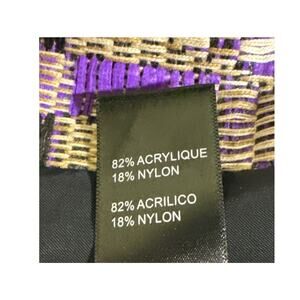 82% ACRYLIQUE
18% NYLON
82% ACRILICO
18% NYLON